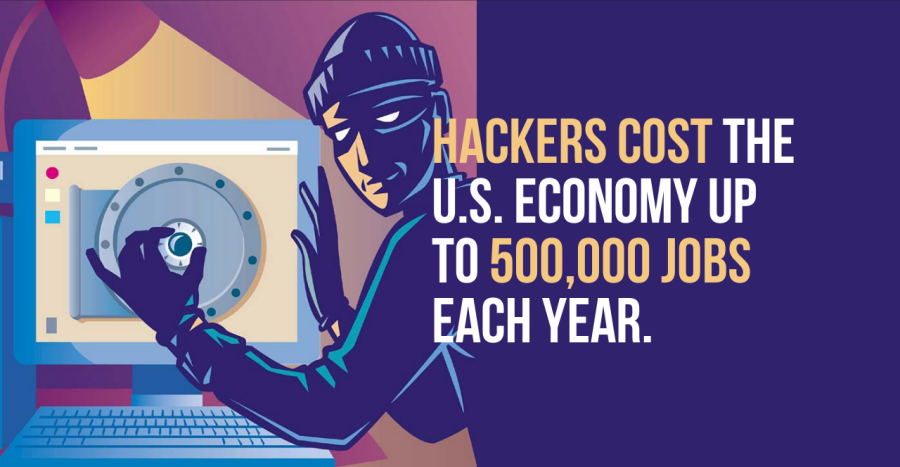 HACKERS COST THE
U.S. ECONOMY UP
TO 500,000 JOBS
EACH YEAR.